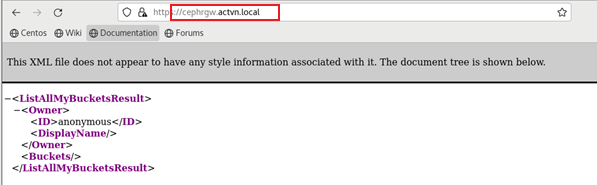 https://cephrgw.actvn.local
Centos Wiki Documentation Forums
This XML file does not appear to have any style information associated with it. The document tree is shown below.
−<ListAllMyBucketsResult>
−<Owner>
<ID>anonymous</ID>
<DisplayName/>
</Owner>
<Buckets/>
</ListAllMyBucketsResult>